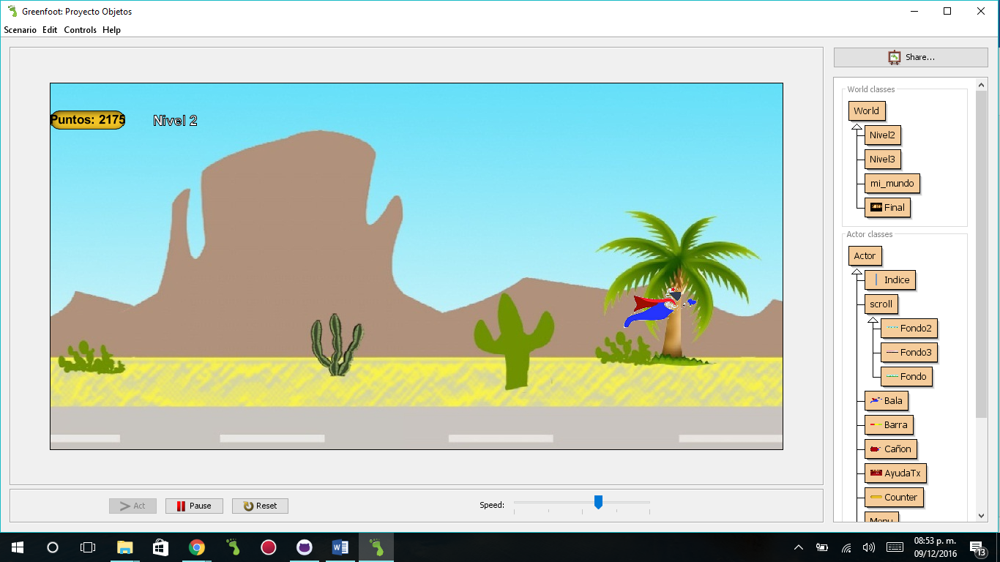 Greenfoot: Proyecto Objetos
Scenario Edit Controls Help
Share...
Puntos: 2175
Nivel 2
World classes
World
Nivel2
Nivel3
mi_mundo
Final
Actor classes
Actor
Indice
scroll
Fondo2
Fondo3
Fondo
Bala
Barra
Cañon
AyudaTx
Counter
Menu
Act
Pause
Reset
Speed:
08:53 p. m.
09/12/2016
13